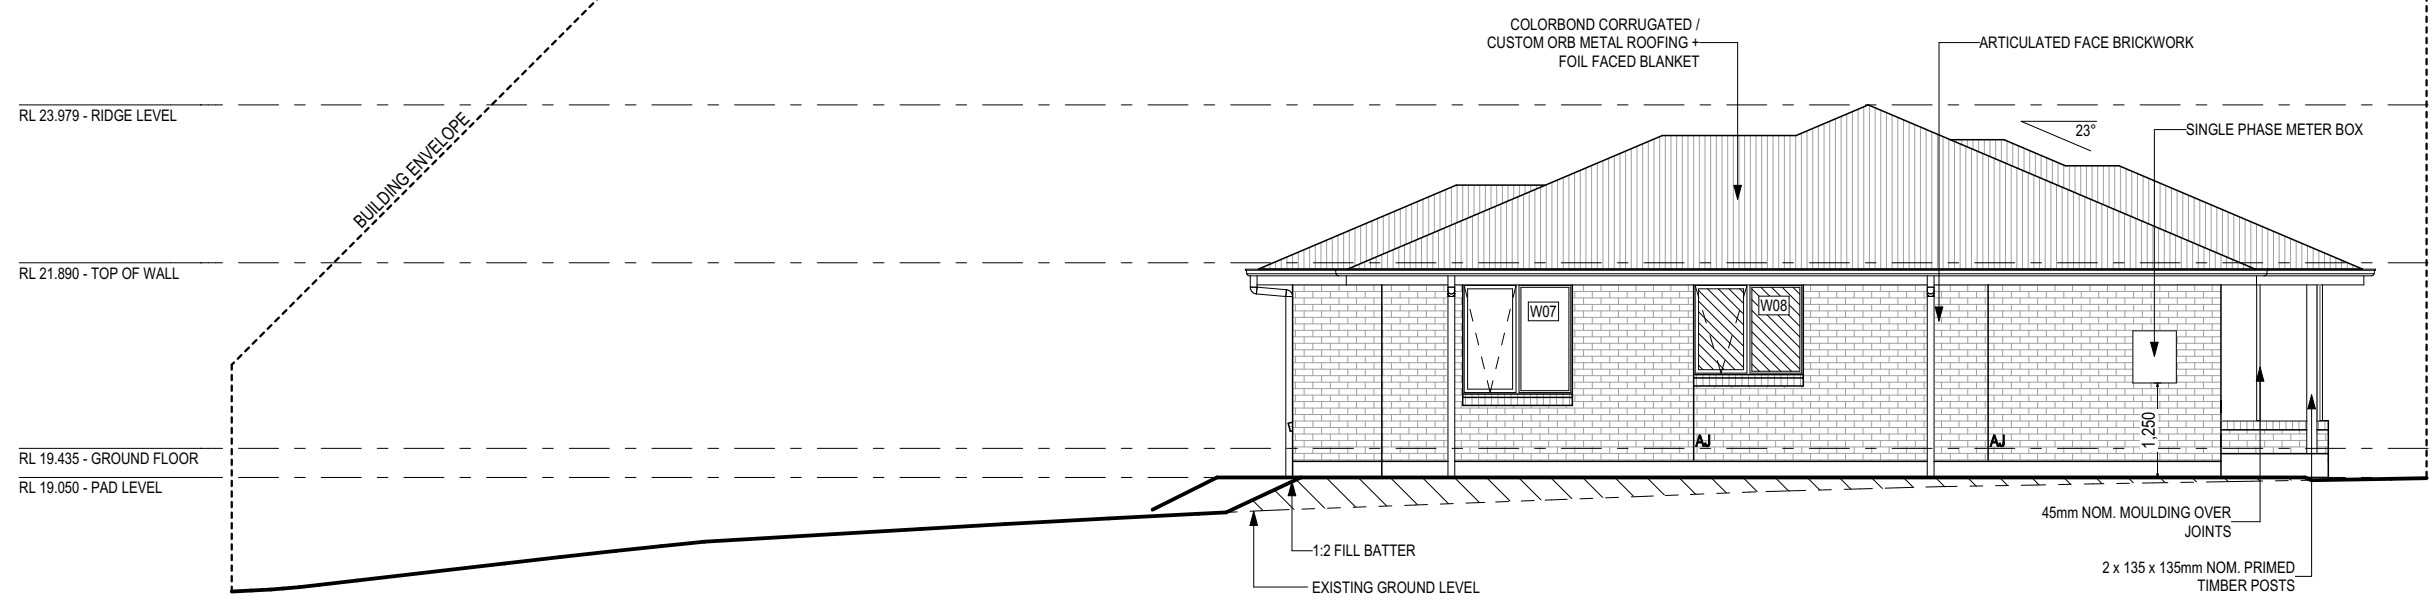 COLORBOND CORRUGATED /
CUSTOM ORB METAL ROOFING +
FOIL FACED BLANKET
ARTICULATED FACE BRICKWORK
RL 23.979 - RIDGE LEVEL
BUILDING ENVELOPE
23°
SINGLE PHASE METER BOX
RL 21.890 - TOP OF WALL
W07
W08
1,250
AJ
AJ
RL 19.435 - GROUND FLOOR
RL 19.050 - PAD LEVEL
45mm NOM. MOULDING OVER
JOINTS
1:2 FILL BATTER
2 x 135 x 135mm NOM. PRIMED
TIMBER POSTS
EXISTING GROUND LEVEL